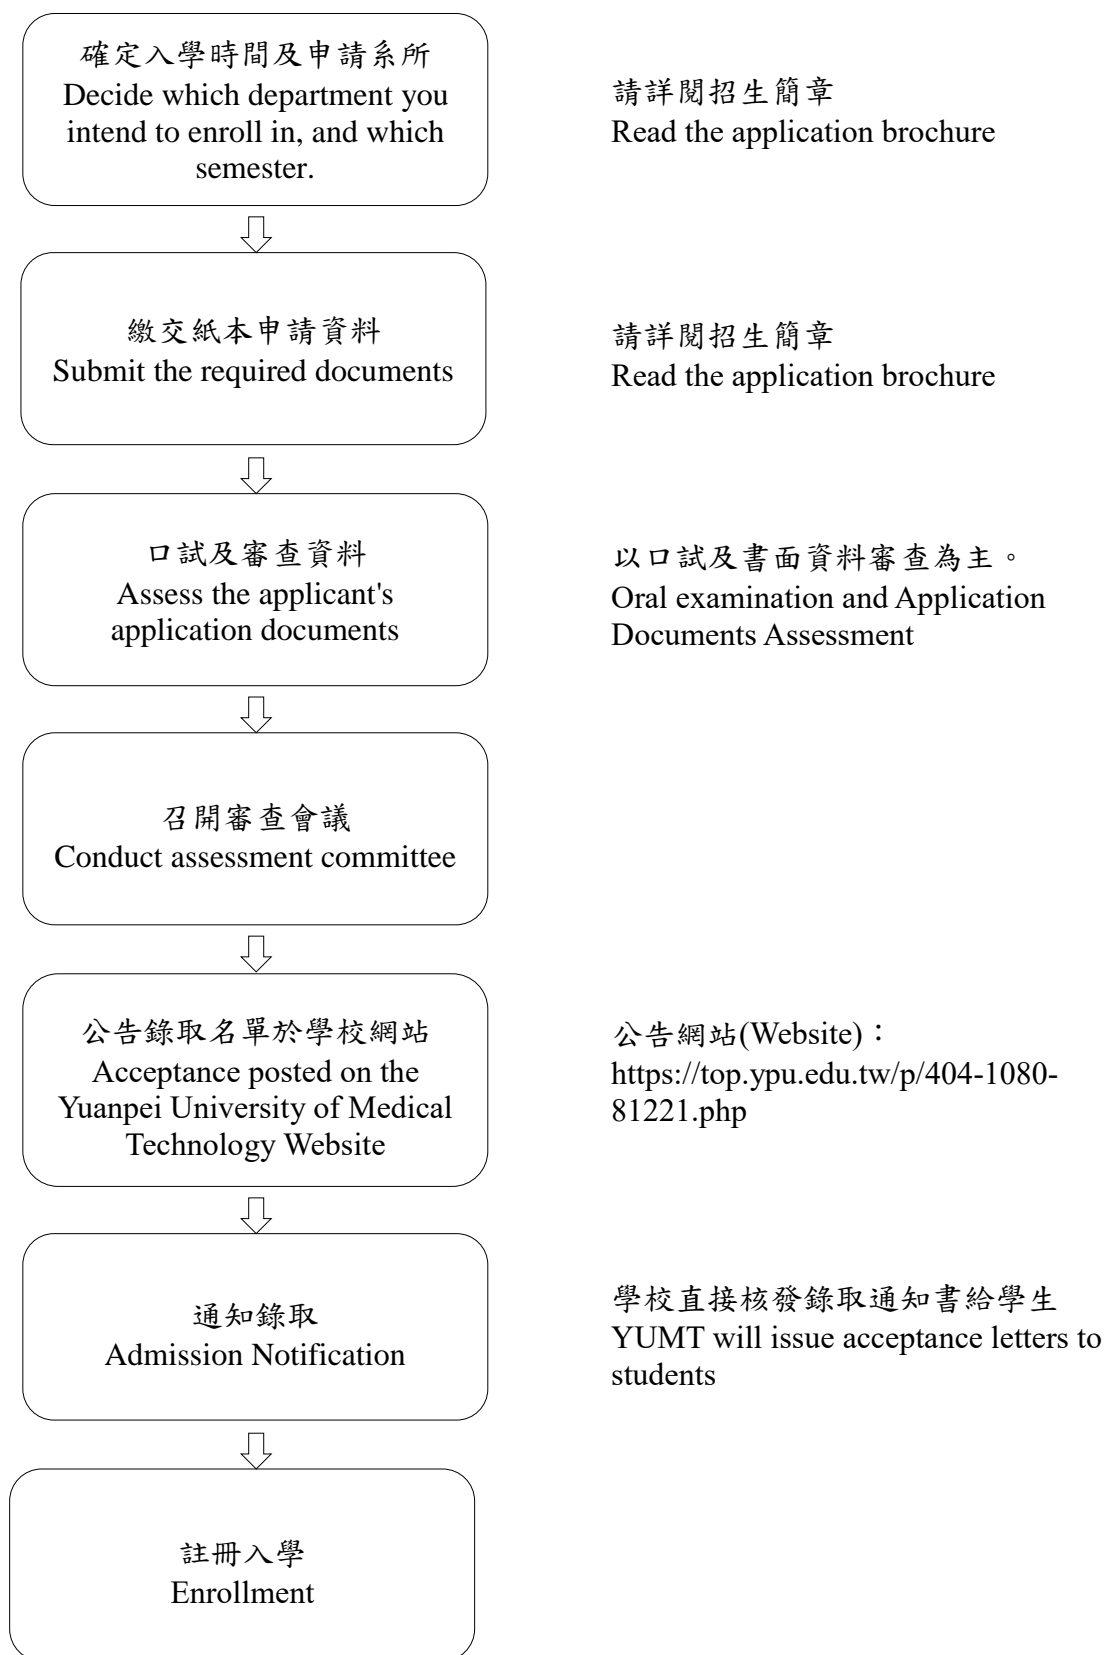 確定入學時間及申請系所
Decide which department you
intend to enroll in, and which
semester.
請詳閱招生簡章
Read the application brochure
繳交紙本申請資料
Submit the required documents
請詳閱招生簡章
Read the application brochure
口試及審查資料
Assess the applicant's
application documents
以口試及書面資料審查為主。
Oral examination and Application
Documents Assessment
召開審查會議
Conduct assessment committee
公告錄取名單於學校網站
Acceptance posted on the
Yuanpei University of Medical
Technology Website
公告網站(Website)：
https://top.ypu.edu.tw/p/404-1080-
81221.php
通知錄取
Admission Notification
學校直接核發錄取通知書給學生
YUMT will issue acceptance letters to
students
註冊入學
Enrollment